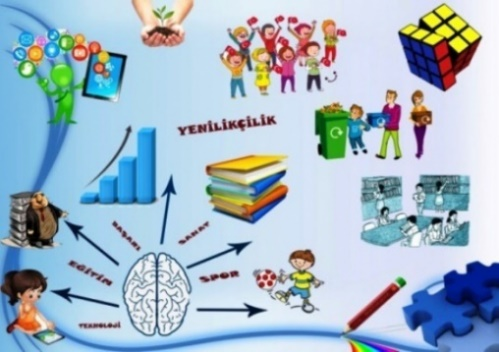 YENİLİKÇİLİK
BAŞARI
SANAT
EĞİTİM
SPOR
TEKNOLOJİ